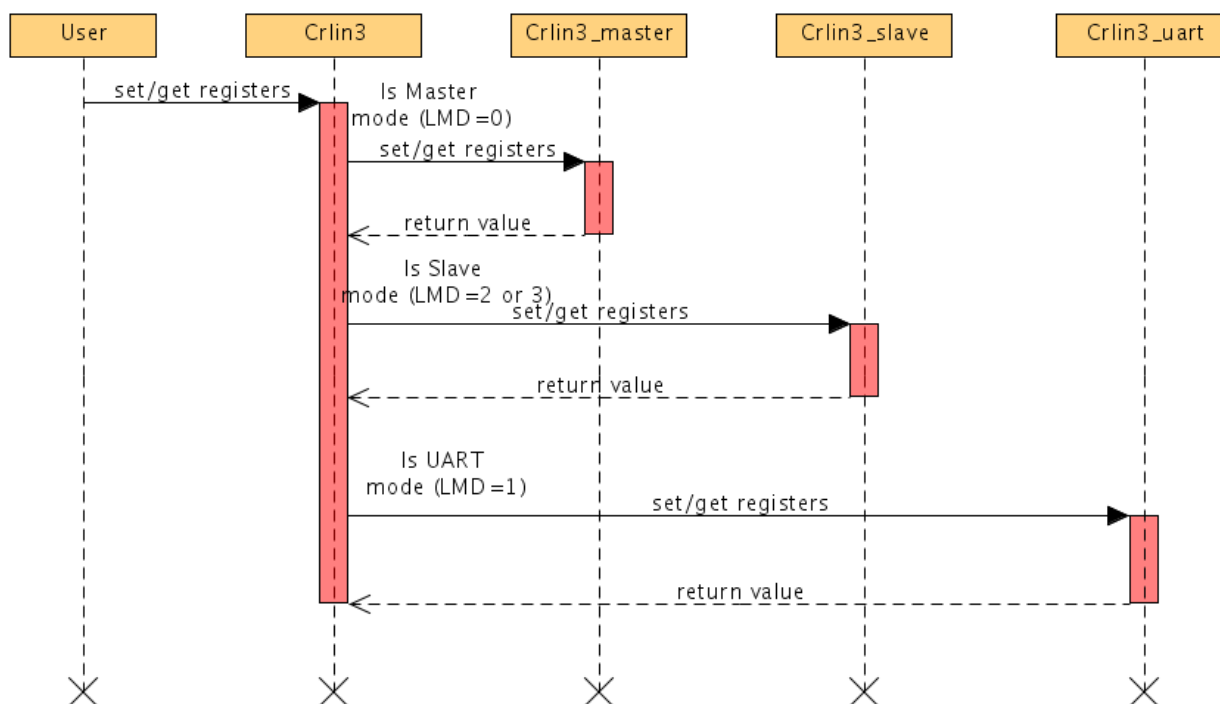 User
Crlin3
Crlin3_master
Crlin3_slave
Crlin3_uart
set/get registers
Is Master
mode (LMD=0)
set/get registers
return value
Is Slave
mode (LMD=2 or 3)
set/get registers
return value
Is UART
mode (LMD=1)
set/get registers
return value